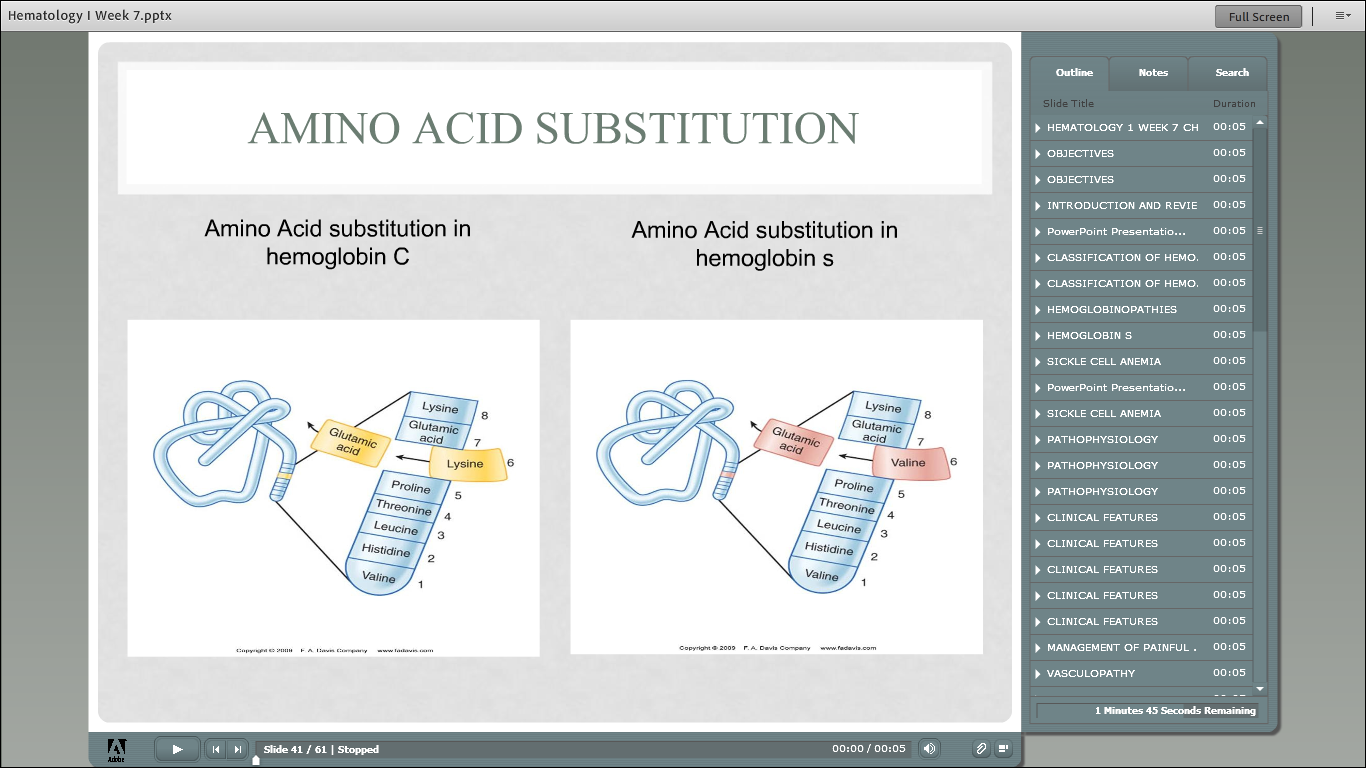 Hematology I Week 7.pptx
Full Screen
AMINO ACID SUBSTITUTION
Amino Acid substitution in
hemoglobin C
Lysine 8
Glutamic
acid
7
Glutamic
acid
Lysine 6
Proline 5
Threonine 4
Leucine 3
Histidine 2
Valine 1
Copyright © 2009 F. A. Davis Company www.fadavis.com
Amino Acid substitution in
hemoglobin s
Lysine 8
Glutamic
acid
7
Glutamic
acid
Valine 6
Proline 5
Threonine 4
Leucine 3
Histidine 2
Valine 1
Copyright © 2009 F. A. Davis Company www.fadavis.com
Outline Notes Search
Slide Title Duration
HEMATOLOGY 1 WEEK 7 CH 00:05
OBJECTIVES 00:05
OBJECTIVES 00:05
INTRODUCTION AND REVIE 00:05
PowerPoint Presentatio... 00:05
CLASSIFICATION OF HEMO. 00:05
CLASSIFICATION OF HEMO. 00:05
HEMOGLOBINOPATHIES 00:05
HEMOGLOBIN S 00:05
SICKLE CELL ANEMIA 00:05
PowerPoint Presentatio... 00:05
SICKLE CELL ANEMIA 00:05
PATHOPHYSIOLOGY 00:05
PATHOPHYSIOLOGY 00:05
PATHOPHYSIOLOGY 00:05
CLINICAL FEATURES 00:05
CLINICAL FEATURES 00:05
CLINICAL FEATURES 00:05
CLINICAL FEATURES 00:05
CLINICAL FEATURES 00:05
MANAGEMENT OF PAINFUL . 00:05
VASCULOPATHY 00:05
1 Minutes 45 Seconds Remaining
Adobe
Slide 41 / 61 | Stopped 00:00 / 00:05